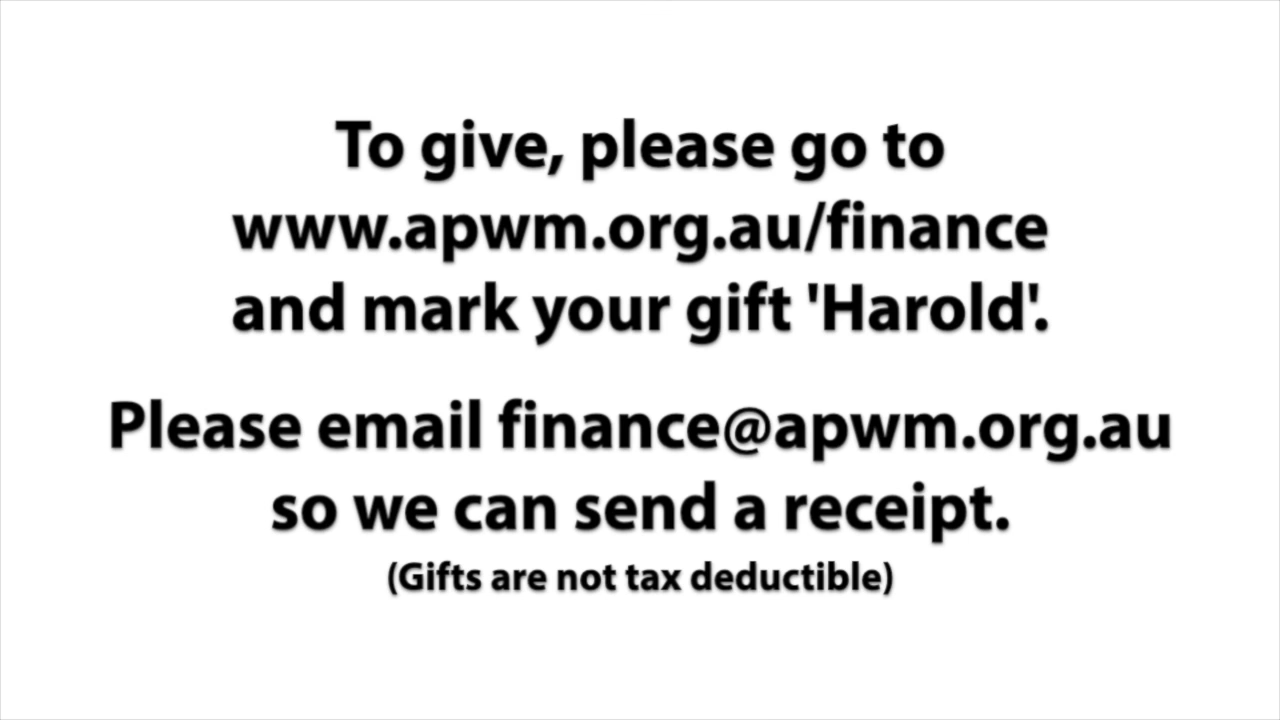 To give, please go to
www.apwm.org.au/finance
and mark your gift 'Harold'.
Please email finance@apwm.org.au
so we can send a receipt.
(Gifts are not tax deductible)